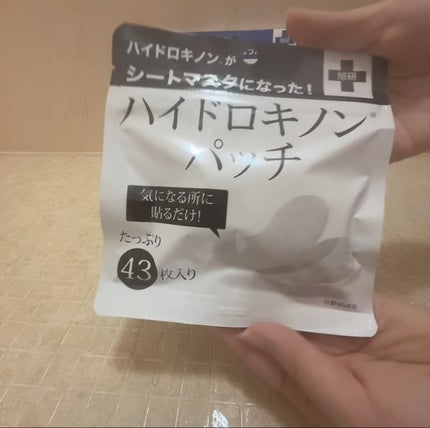 ハイドロキノン※が
シートマスクになった！
旭研
ハイドロキノン※
パッチ
気になる所に
貼るだけ！
たっぷり
43枚入り